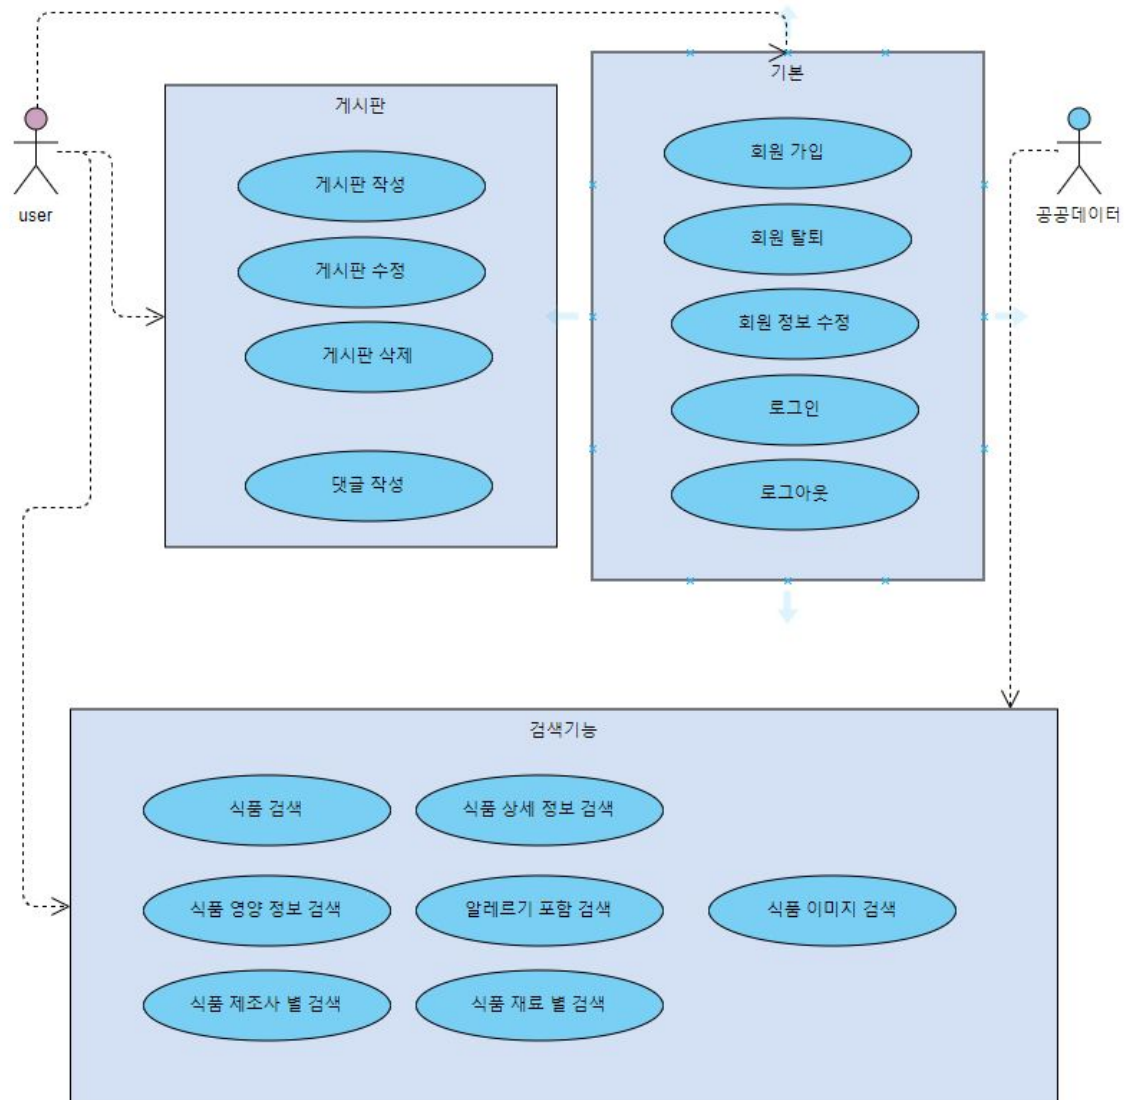 user
게시판
게시판 작성
게시판 수정
게시판 삭제
댓글 작성
기본
회원 가입
회원 탈퇴
회원 정보 수정
로그인
로그아웃
공공데이터
검색기능
식품 검색
식품 상세 정보 검색
식품 영양 정보 검색
알레르기 포함 검색
식품 이미지 검색
식품 제조사 별 검색
식품 재료 별 검색